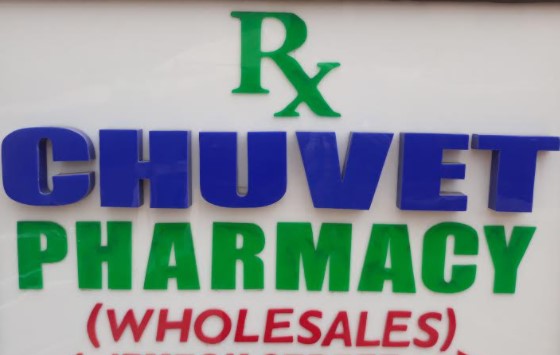 Rx
CHUVET
PHARMACY
(WHOLESALES)